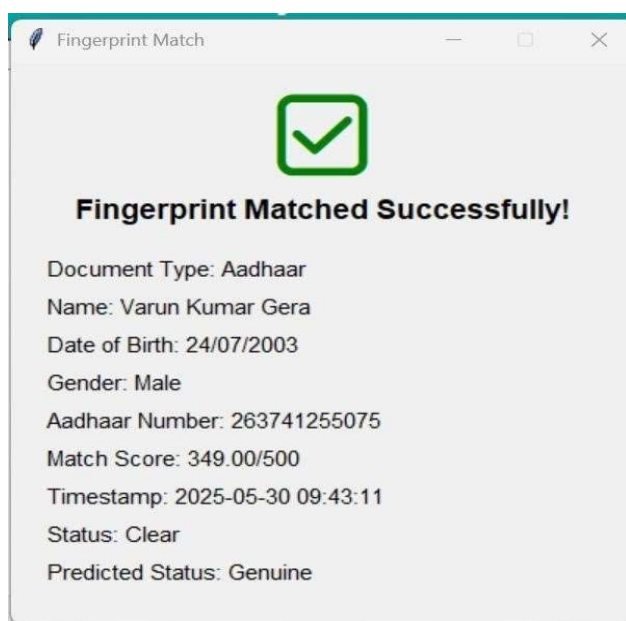 Fingerprint Match
Fingerprint Matched Successfully!
Document Type: Aadhaar
Name: Varun Kumar Gera
Date of Birth: 24/07/2003
Gender: Male
Aadhaar Number: 263741255075
Match Score: 349.00/500
Timestamp: 2025-05-30 09:43:11
Status: Clear
Predicted Status: Genuine